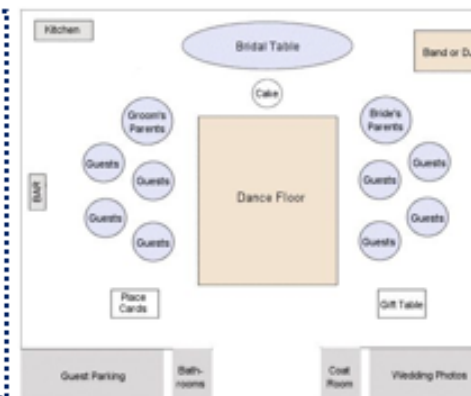 Kitchen
Bridal Table
Band or D
Cake
Groom's
Parents
Bride's
Parents
Guests
Guests
Guests
Guests
BAR
Dance Floor
Guests
Guests
Guests
Guests
Place
Cards
Gift Table
Guest Parking
Bath-
rooms
Coat
Room
Wedding Photos